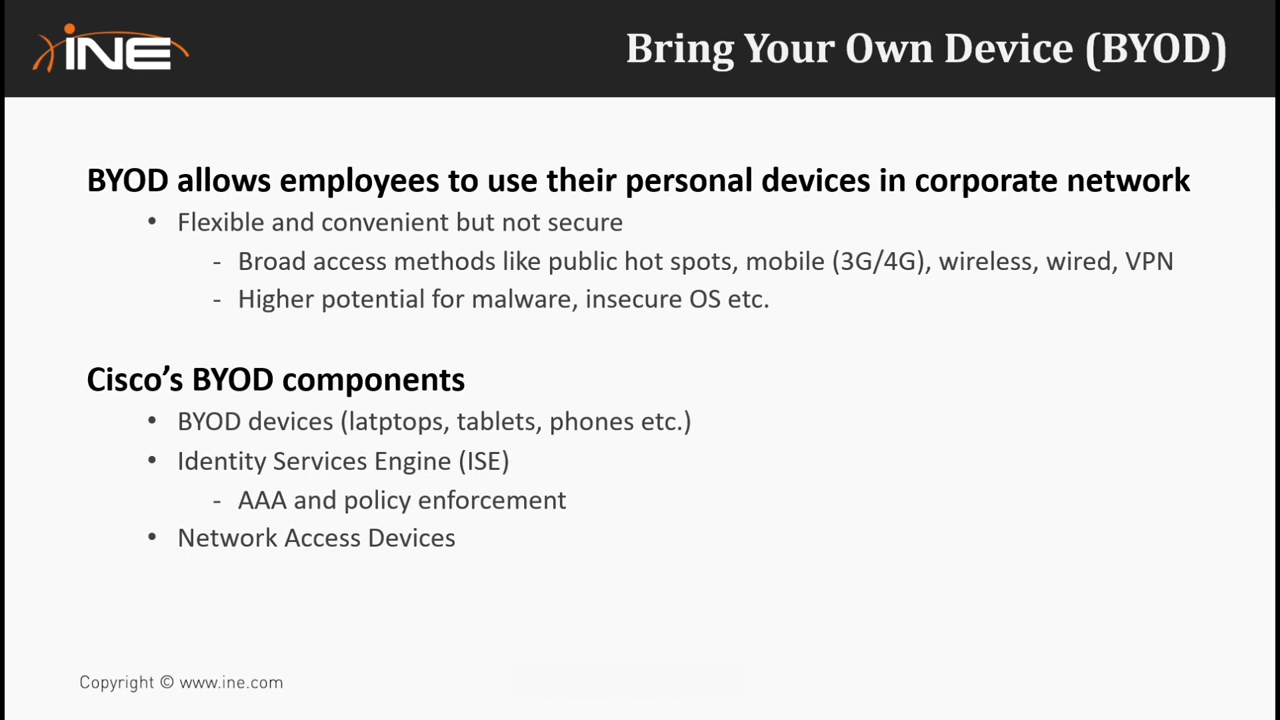 INE
Bring Your Own Device (BYOD)
BYOD allows employees to use their personal devices in corporate network
• Flexible and convenient but not secure
- Broad access methods like public hot spots, mobile (3G/4G), wireless, wired, VPN
- Higher potential for malware, insecure OS etc.
Cisco’s BYOD components
• BYOD devices (latptops, tablets, phones etc.)
• Identity Services Engine (ISE)
- AAA and policy enforcement
• Network Access Devices
Copyright © www.ine.com